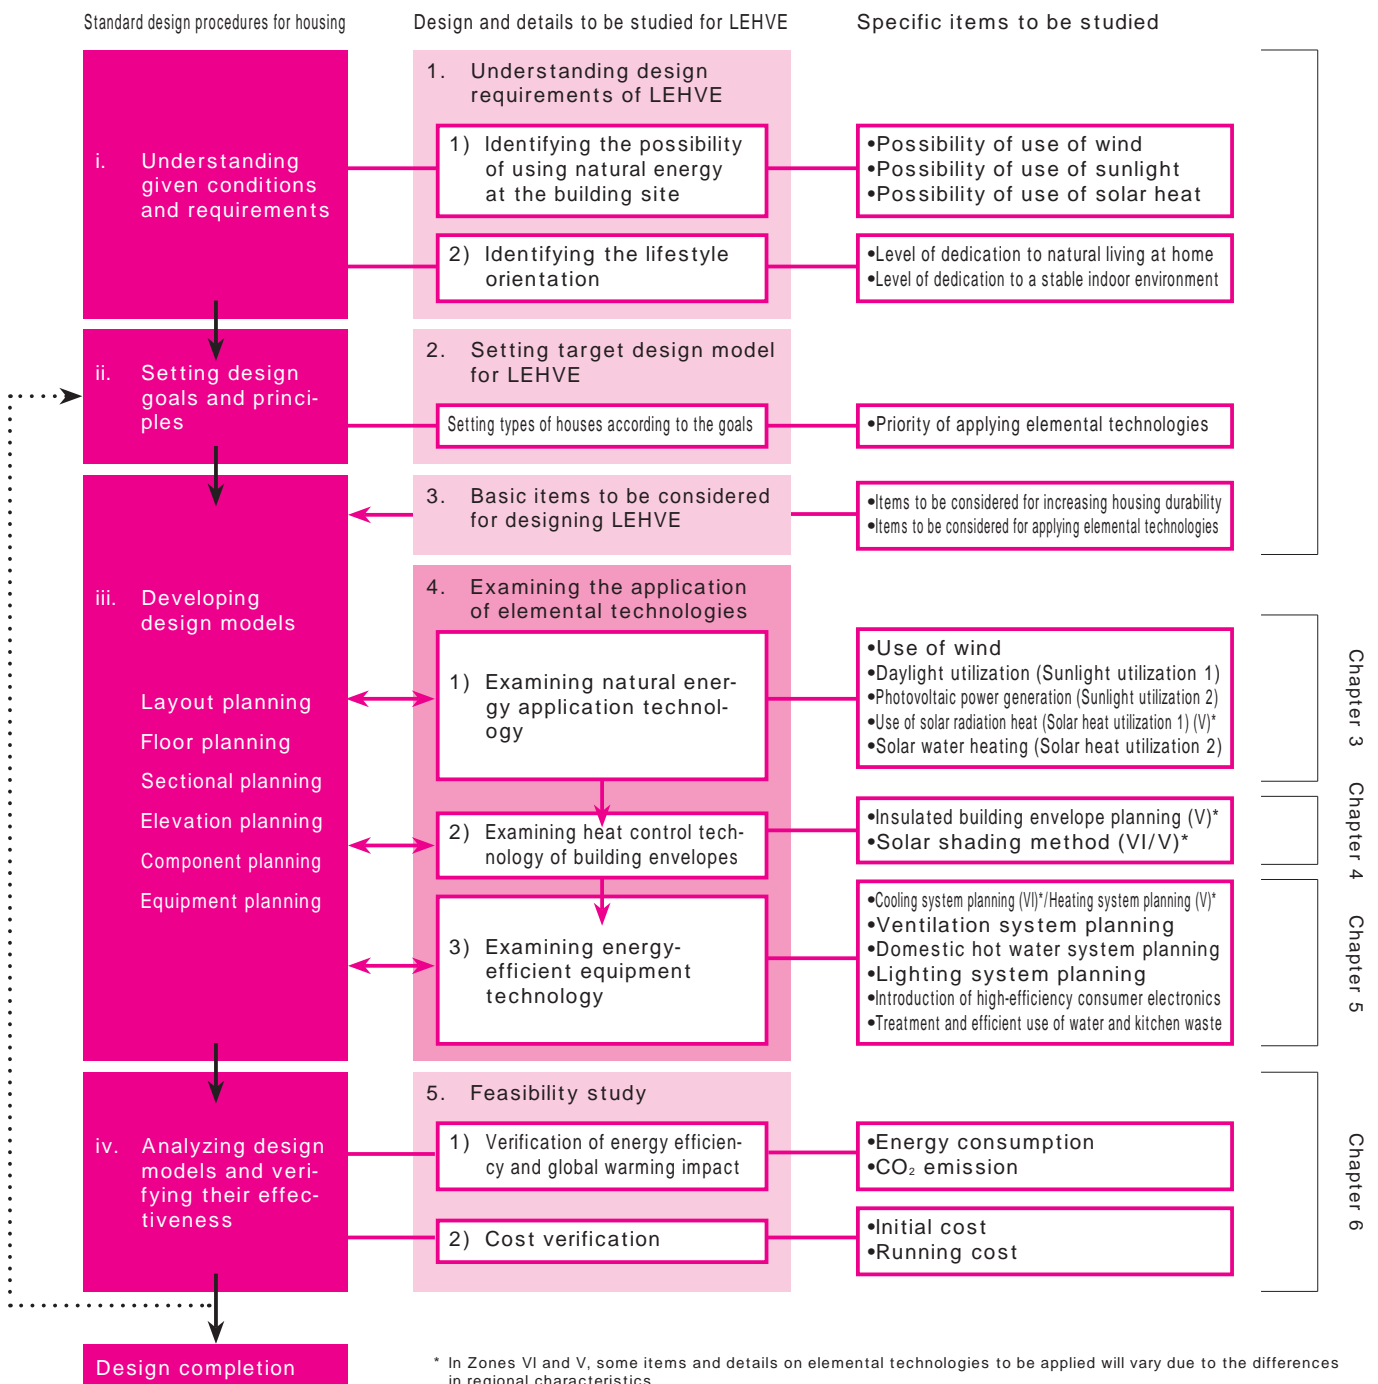 Standard design procedures for housing
Design and details to be studied for LEHVE
Specific items to be studied
i. Understanding
given conditions
and requirements
1. Understanding design
requirements of LEHVE
1) Identifying the possibility
of using natural energy
at the building site
•Possibility of use of wind
•Possibility of use of sunlight
•Possibility of use of solar heat
2) Identifying the lifestyle
orientation
•Level of dedication to natural living at home
•Level of dedication to a stable indoor environment
ii. Setting design
goals and princi-
ples
2. Setting target design model
for LEHVE
Setting types of houses according to the goals
•Priority of applying elemental technologies
3. Basic items to be considered
for designing LEHVE
•Items to be considered for increasing housing durability
•Items to be considered for applying elemental technologies
iii. Developing
design models
Layout planning
Floor planning
Sectional planning
Elevation planning
Component planning
Equipment planning
4. Examining the application
of elemental technologies
1) Examining natural ener-
gy application technol-
ogy
•Use of wind
•Daylight utilization (Sunlight utilization 1)
•Photovoltaic power generation (Sunlight utilization 2)
•Use of solar radiation heat (Solar heat utilization 1) (V)*
•Solar water heating (Solar heat utilization 2)
Chapter 3
2) Examining heat control tech-
nology of building envelopes
•Insulated building envelope planning (V)*
•Solar shading method (VI/V)*
Chapter 4
3) Examining energy-
efficient equipment
technology
•Cooling system planning (VI)*/Heating system planning (V)*
•Ventilation system planning
•Domestic hot water system planning
•Lighting system planning
•Introduction of high-efficiency consumer electronics
•Treatment and efficient use of water and kitchen waste
Chapter 5
iv. Analyzing design
models and veri-
fying their effec-
tiveness
5. Feasibility study
1) Verification of energy efficien-
cy and global warming impact
•Energy consumption
•CO₂ emission
2) Cost verification
•Initial cost
•Running cost
Chapter 6
Design completion
* In Zones VI and V, some items and details on elemental technologies to be applied will vary due to the differences
in regional characteristics